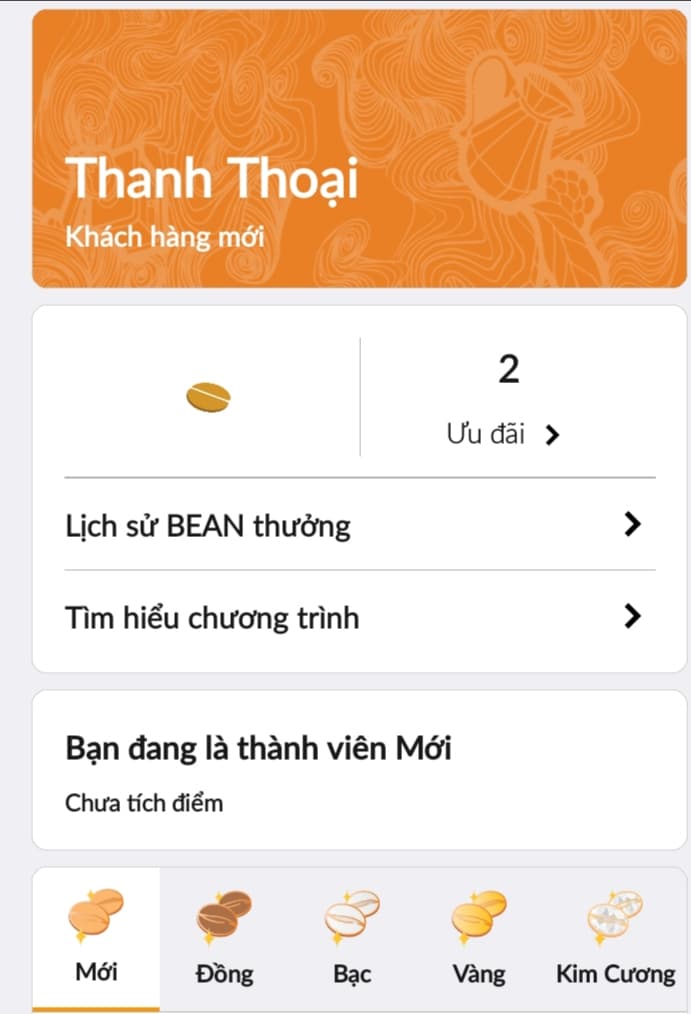 Thanh Thoại
Khách hàng mới
2
Ưu đãi
Lịch sử BEAN thưởng
Tìm hiểu chương trình
Bạn đang là thành viên Mới
Chưa tích điểm
Mới
Đồng
Bạc
Vàng
Kim Cương